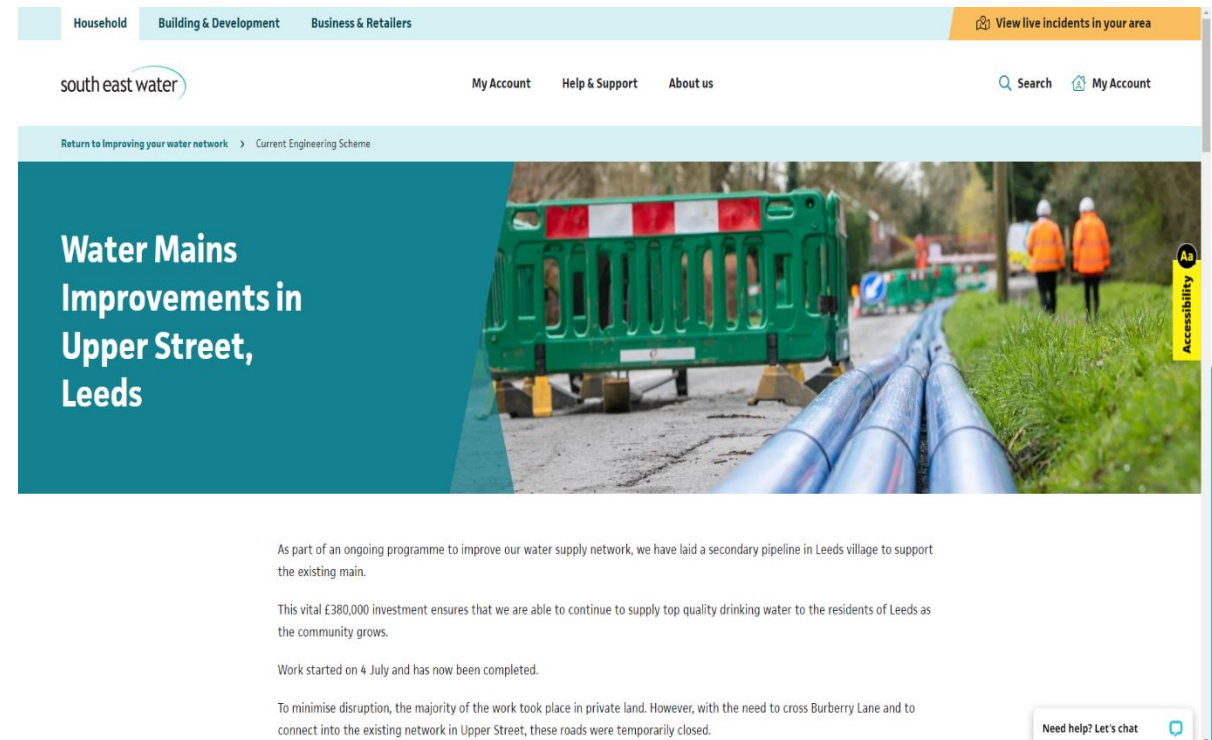 Household Building & Development Business & Retailers View live incidents in your area
south east water My Account Help & Support About us Search My Account
Return to Improving your water network > Current Engineering Scheme
Water Mains
Improvements in
Upper Street,
Leeds
Aa
Accessibility
As part of an ongoing programme to improve our water supply network, we have laid a secondary pipeline in Leeds village to support
the existing main.
This vital £380,000 investment ensures that we are able to continue to supply top quality drinking water to the residents of Leeds as
the community grows.
Work started on 4 July and has now been completed.
To minimise disruption, the majority of the work took place in private land. However, with the need to cross Burberry Lane and to
connect into the existing network in Upper Street, these roads were temporarily closed.
Need help? Let's chat